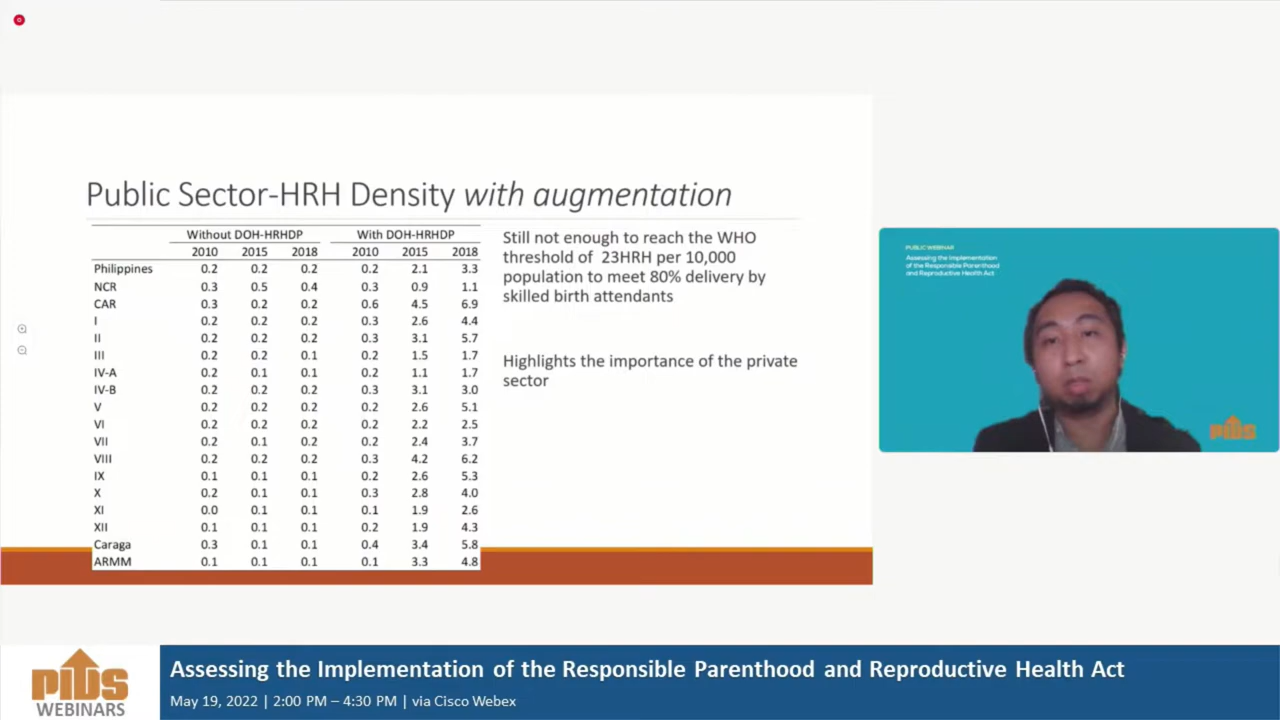 Public Sector-HRH Density with augmentation
Without DOH-HRHDP With DOH-HRHDP
2010 2015 2018 2010 2015 2018
Philippines 0.2 0.2 0.2 0.2 2.1 3.3
NCR 0.3 0.5 0.4 0.3 0.9 1.1
CAR 0.3 0.2 0.2 0.6 4.5 6.9
I 0.2 0.2 0.2 0.3 2.6 4.4
II 0.2 0.2 0.2 0.3 3.1 5.7
III 0.2 0.2 0.1 0.2 1.5 1.7
IV-A 0.2 0.1 0.1 0.2 1.1 1.7
IV-B 0.2 0.2 0.2 0.3 3.1 3.0
V 0.2 0.2 0.2 0.2 2.6 5.1
VI 0.2 0.2 0.2 0.2 2.2 2.5
VII 0.2 0.1 0.2 0.2 2.4 3.7
VIII 0.2 0.2 0.2 0.3 4.2 6.2
IX 0.1 0.1 0.1 0.2 2.6 5.3
X 0.2 0.1 0.1 0.3 2.8 4.0
XI 0.0 0.1 0.1 0.1 1.9 2.6
XII 0.1 0.1 0.1 0.2 1.9 4.3
Caraga 0.3 0.1 0.1 0.4 3.4 5.8
ARMM 0.1 0.1 0.1 0.1 3.3 4.8
Still not enough to reach the WHO
threshold of 23HRH per 10,000
population to meet 80% delivery by
skilled birth attendants
Highlights the importance of the private
sector
PUBLIC WEBINAR
Assessing the Implementation
of the Responsible Parenthood
and Reproductive Health Act
PIDS
PIDS
WEBINARS
Assessing the Implementation of the Responsible Parenthood and Reproductive Health Act
May 19, 2022 | 2:00 PM – 4:30 PM | via Cisco Webex